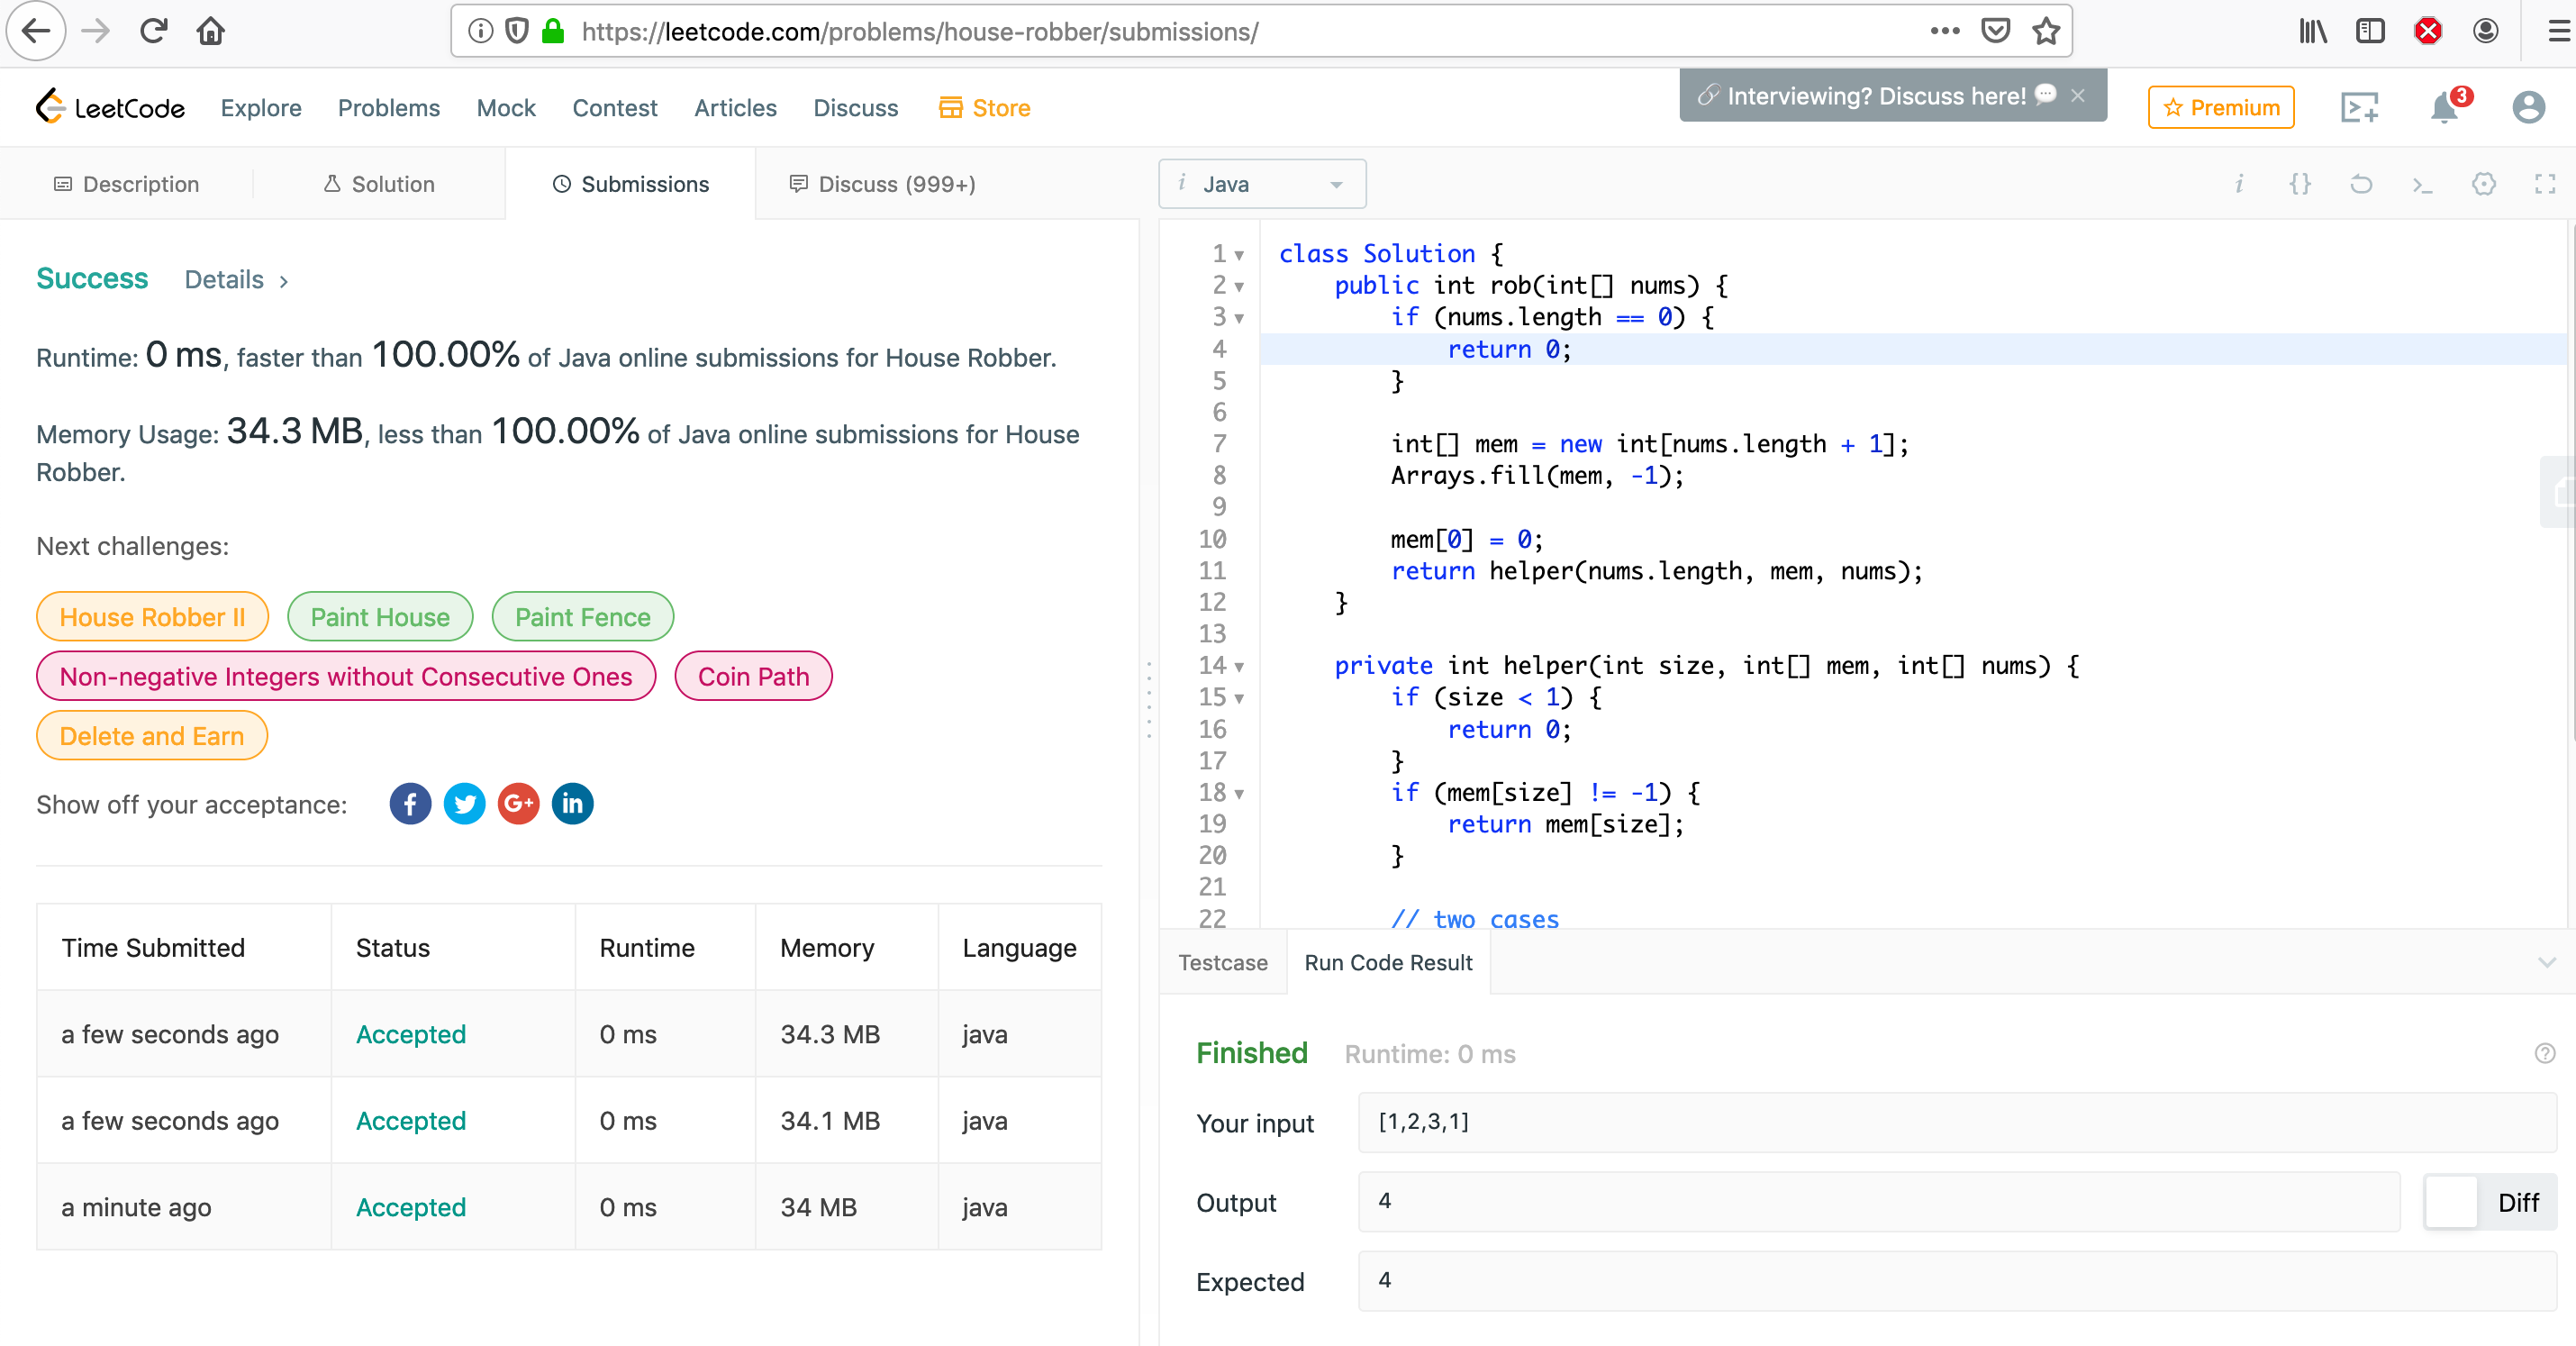 https://leetcode.com/problems/house-robber/submissions/
LeetCode Explore Problems Mock Contest Articles Discuss Store
Interviewing? Discuss here! 💬 ×
Premium
3
Description Solution Submissions Discuss (999+)
i Java
Success Details >
Runtime: 0 ms, faster than 100.00% of Java online submissions for House Robber.
Memory Usage: 34.3 MB, less than 100.00% of Java online submissions for House
Robber.
Next challenges:
House Robber II Paint House Paint Fence
Non-negative Integers without Consecutive Ones Coin Path
Delete and Earn
Show off your acceptance: f G+ in
Time Submitted Status Runtime Memory Language
a few seconds ago Accepted 0 ms 34.3 MB java
a few seconds ago Accepted 0 ms 34.1 MB java
a minute ago Accepted 0 ms 34 MB java
i {} >_
1 class Solution {
2 public int rob(int[] nums) {
3 if (nums.length == 0) {
4 return 0;
5 }
6
7 int[] mem = new int[nums.length + 1];
8 Arrays.fill(mem, -1);
9
10 mem[0] = 0;
11 return helper(nums.length, mem, nums);
12 }
13
14 private int helper(int size, int[] mem, int[] nums) {
15 if (size < 1) {
16 return 0;
17 }
18 if (mem[size] != -1) {
19 return mem[size];
20 }
21
22 // two cases
Testcase Run Code Result
Finished Runtime: 0 ms
Your input [1,2,3,1]
Output 4 Diff
Expected 4